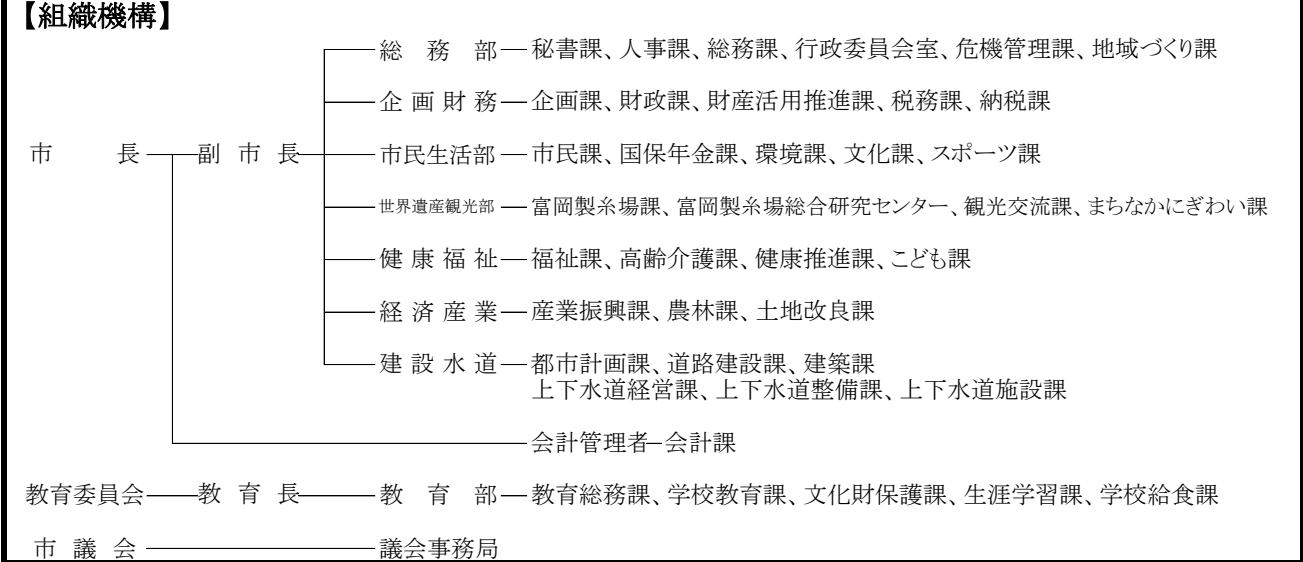 【組織機構】
総務部 秘書課、人事課、総務課、行政委員会室、危機管理課、地域づくり課
企画財務 企画課、財政課、財産活用推進課、税務課、納税課
市長 副市長 市民生活部 市民課、国保年金課、環境課、文化課、スポーツ課
世界遺産観光部 富岡製糸場課、富岡製糸場総合研究センター、観光交流課、まちなかにぎわい課
健康福祉 福祉課、高齢介護課、健康推進課、こども課
経済産業 産業振興課、農林課、土地改良課
建設水道 都市計画課、道路建設課、建築課
上下水道経営課、上下水道整備課、上下水道施設課
会計管理者 会計課
教育委員会 教育長 教育部 教育総務課、学校教育課、文化財保護課、生涯学習課、学校給食課
市議会 議会事務局